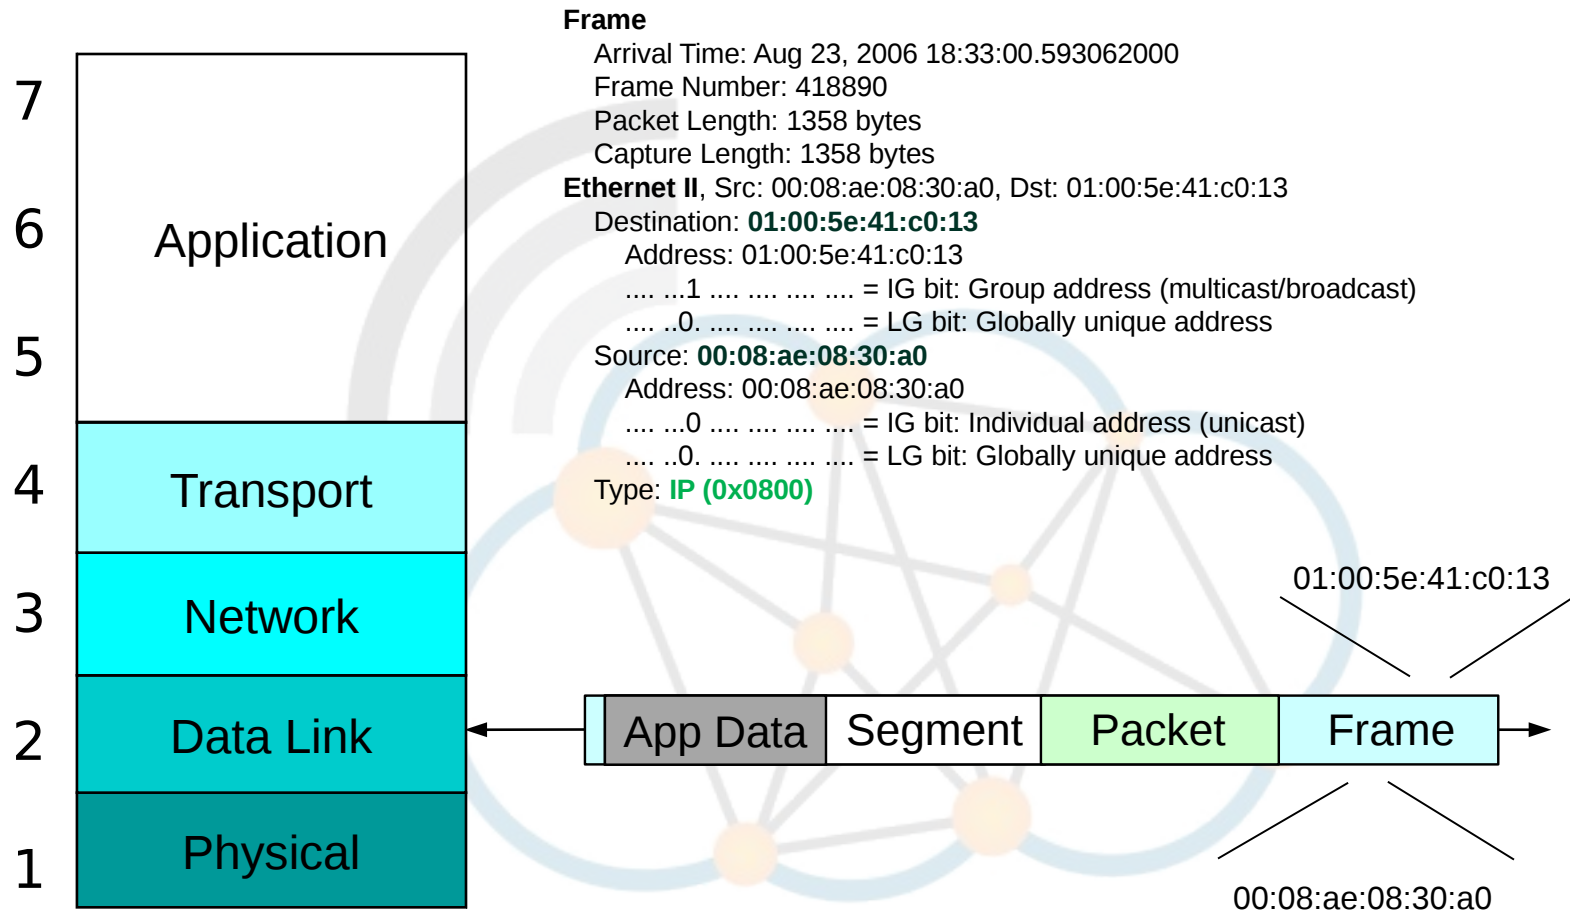 Frame
Arrival Time: Aug 23, 2006 18:33:00.593062000
Frame Number: 418890
Packet Length: 1358 bytes
Capture Length: 1358 bytes
Ethernet II, Src: 00:08:ae:08:30:a0, Dst: 01:00:5e:41:c0:13
Destination: 01:00:5e:41:c0:13
Address: 01:00:5e:41:c0:13
.... ...1 .... .... .... .... = IG bit: Group address (multicast/broadcast)
.... ..0. .... .... .... .... = LG bit: Globally unique address
Source: 00:08:ae:08:30:a0
Address: 00:08:ae:08:30:a0
.... ...0 .... .... .... .... = IG bit: Individual address (unicast)
.... ..0. .... .... .... .... = LG bit: Globally unique address
Type: IP (0x0800)
7
6
Application
5
4
Transport
3
Network
2
Data Link
1
Physical
01:00:5e:41:c0:13
App Data Segment Packet Frame
00:08:ae:08:30:a0